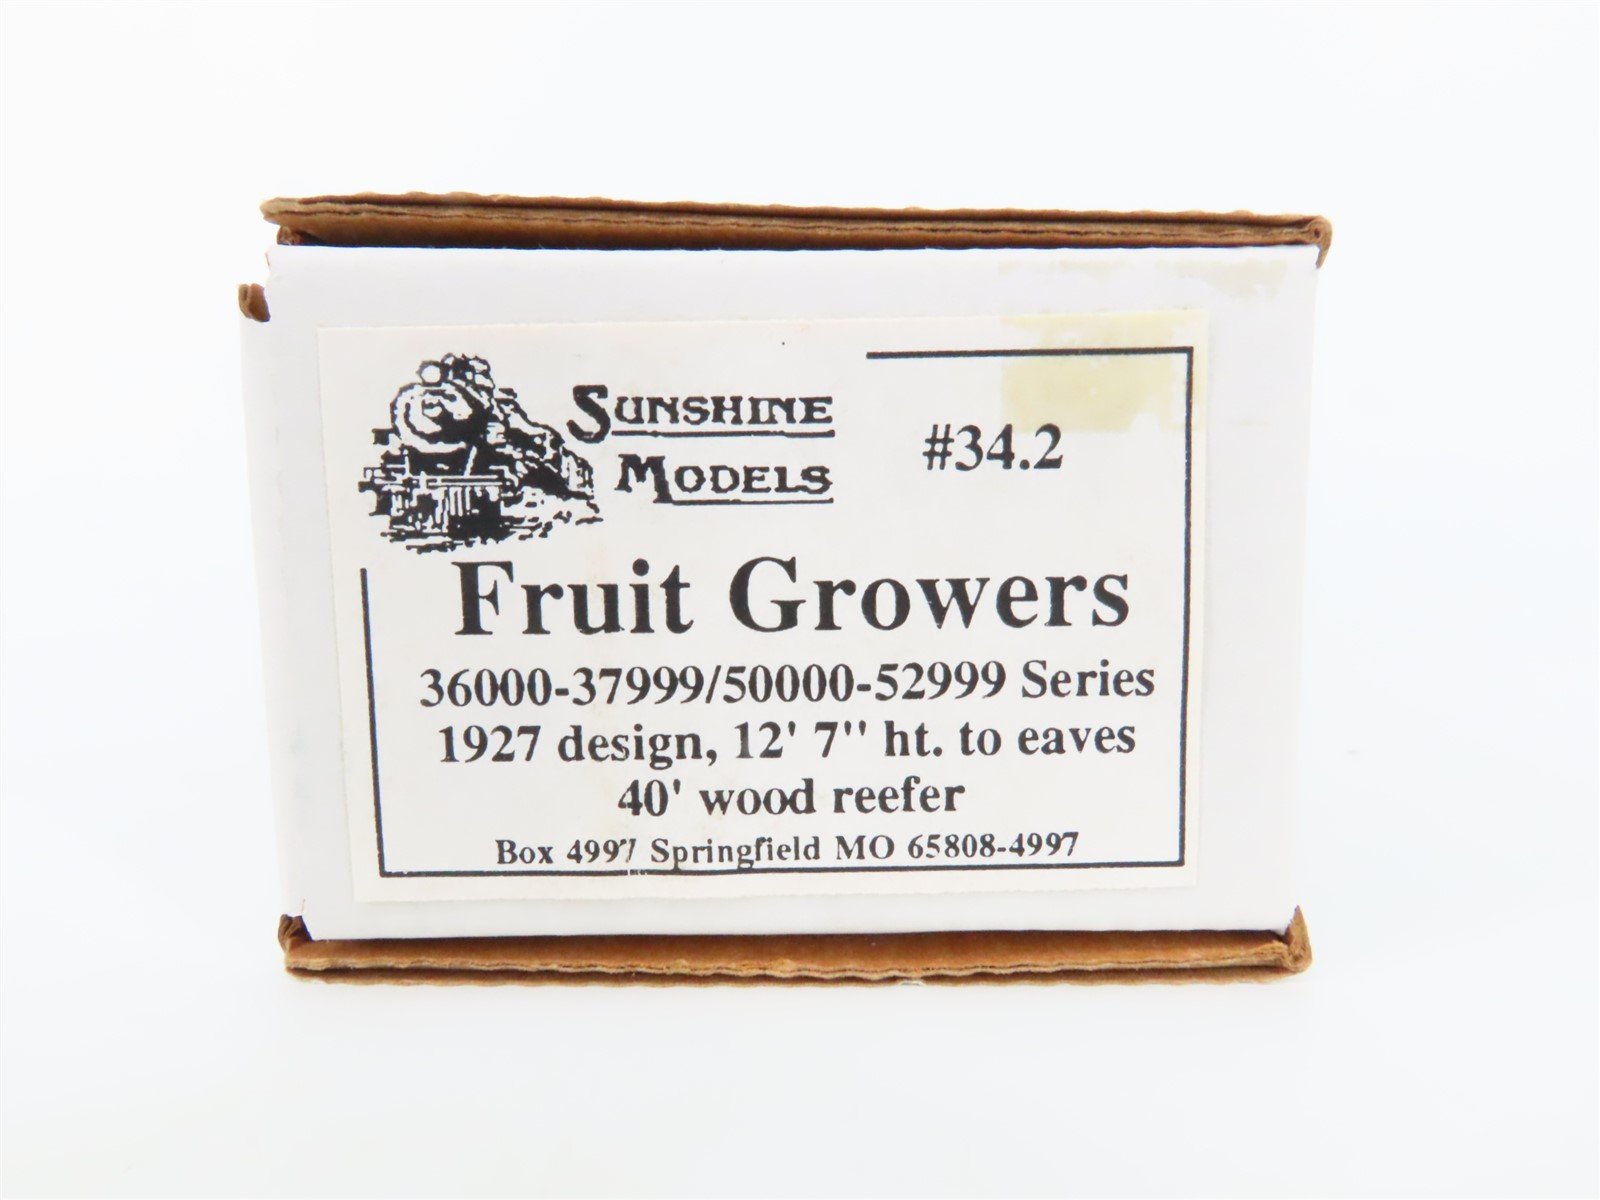 SUNSHINE
MODELS
#34.2
Fruit Growers
36000-37999/50000-52999 Series
1927 design, 12' 7" ht. to eaves
40' wood reefer
Box 4997 Springfield MO 65808-4997